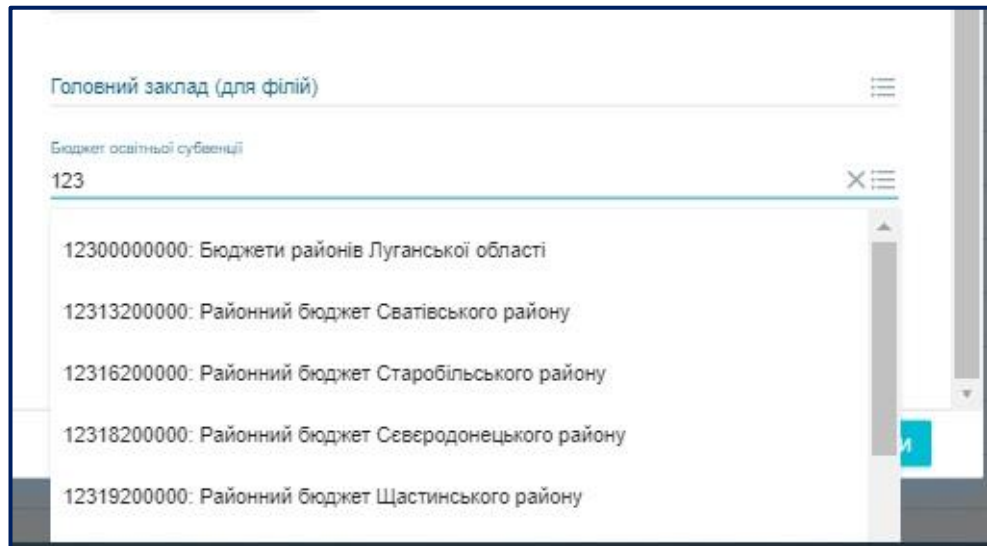 Головний заклад (для філій)
Бюджет освітньої субвенції
123
12300000000: Бюджети районів Луганської області
12313200000: Районний бюджет Сватівського району
12316200000: Районний бюджет Старобільського району
12318200000: Районний бюджет Сєвєродонецького району
12319200000: Районний бюджет Щастинського району